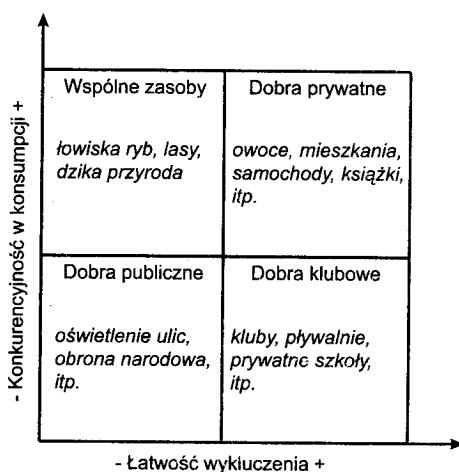 Wspólne zasoby
łowiska ryb, lasy,
dzika przyroda
Dobra prywatne
owoce, mieszkania,
samochody, książki,
itp.
Dobra publiczne
oświetlenie ulic,
obrona narodowa,
itp.
Dobra klubowe
kluby, pływalnie,
prywatne szkoły,
itp.
- Konkurencyjność w konsumpcji +
- Łatwość wykluczenia +